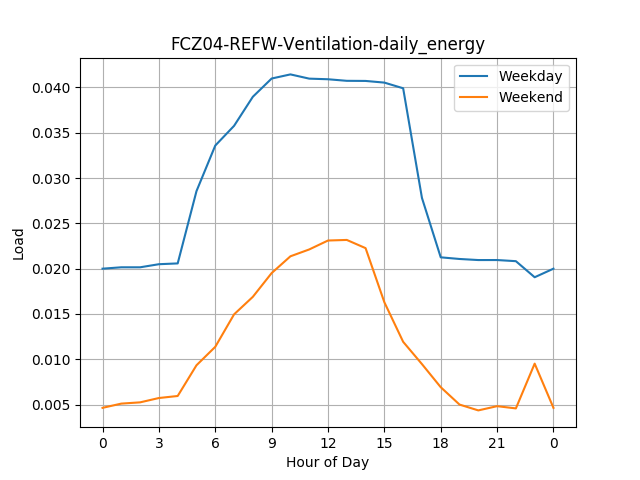 FCZ04-REFW-Ventilation-daily_energy
Weekday
Weekend
0.040
0.035
0.030
0.025
0.020
0.015
0.010
0.005
Load
0 3 6 9 12 15 18 21 0
Hour of Day